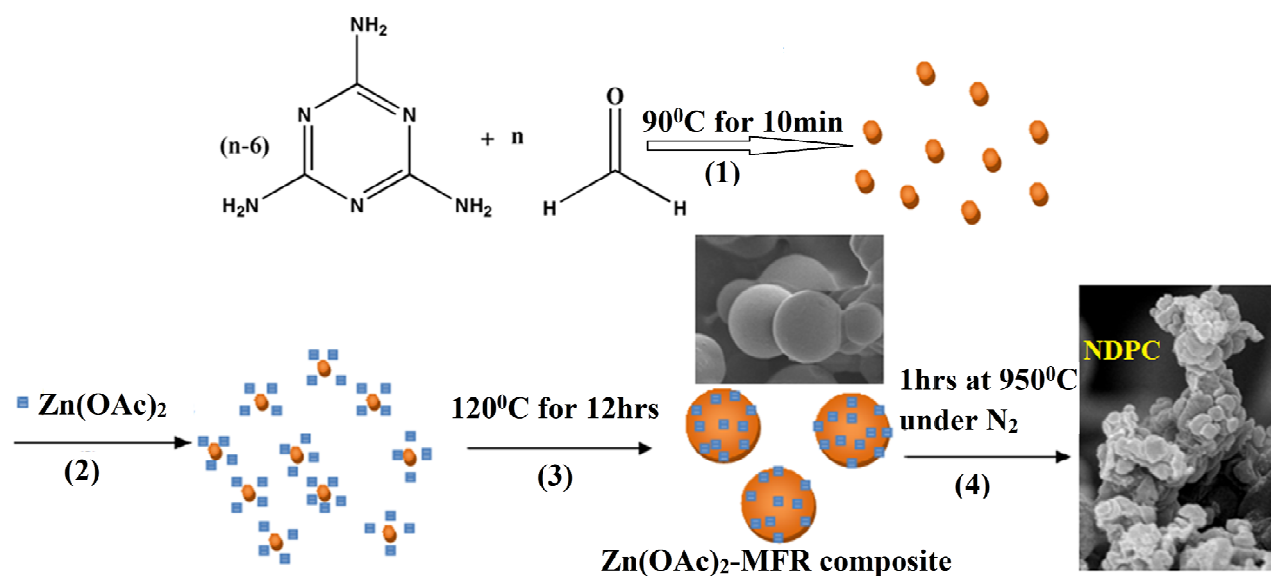 NH₂
N N
(n-6) + n O
H₂N N NH₂ H H
90⁰C for 10min
(1)
Zn(OAc)₂
(2)
120⁰C for 12hrs
(3)
1hrs at 950⁰C
under N₂
(4)
NDPC
Zn(OAc)₂-MFR composite